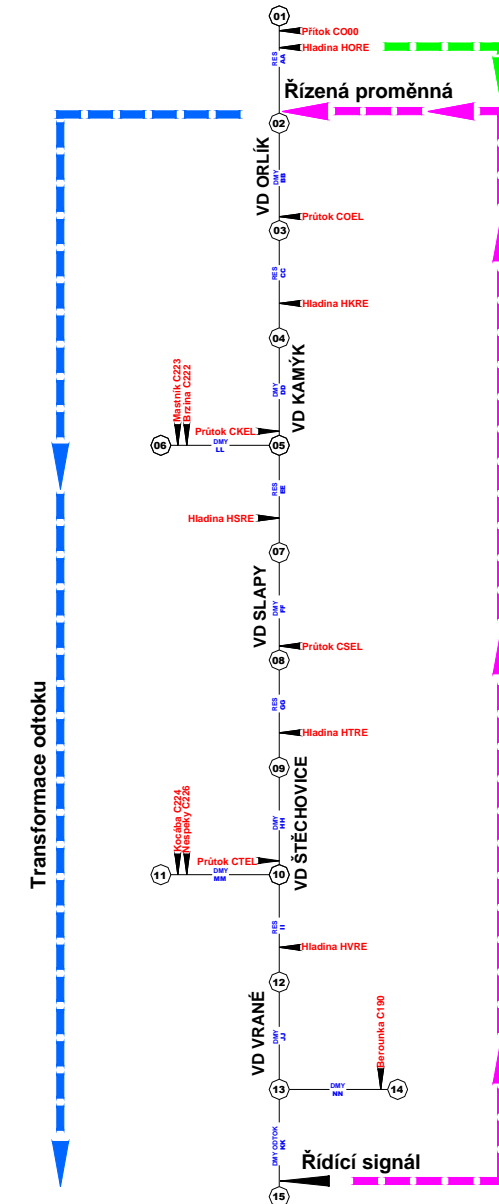 01
Přítok CO00
Hladina HORE
RES
AA
Řízená proměnná
02
DMY
BB
VD ORLÍK
Průtok COEL
03
RES
CC
Hladina HKRE
04
DMY
DD
VD KAMÝK
Mastník C223
Brzina C222
Průtok CKEL
06
DMY
LL
05
RES
EE
Hladina HSRE
07
DMY
FF
VD SLAPY
Průtok CSEL
08
RES
GG
Hladina HTRE
09
DMY
HH
VD ŠTĚCHOVICE
Transformace odtoku
Kocába C224
Nespeky C226
Průtok CTEL
11
DMY
MM
10
RES
II
Hladina HVRE
12
DMY
JJ
VD VRANÉ
Berounka C190
13
DMY
NN
14
DMY ODTOK
KK
Řídící signál
15